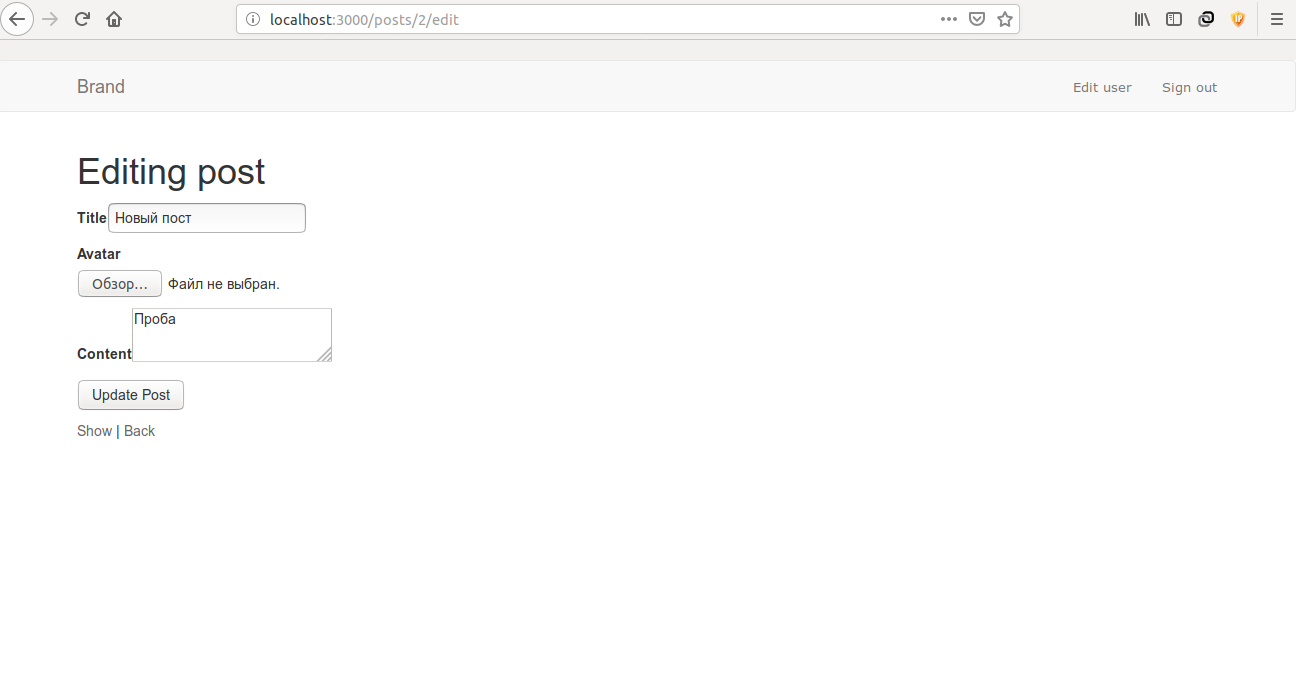 localhost:3000/posts/2/edit
Brand
Edit user
Sign out
Editing post
Title Новый пост
Avatar
Обзор... Файл не выбран.
Проба
Content
Update Post
Show | Back